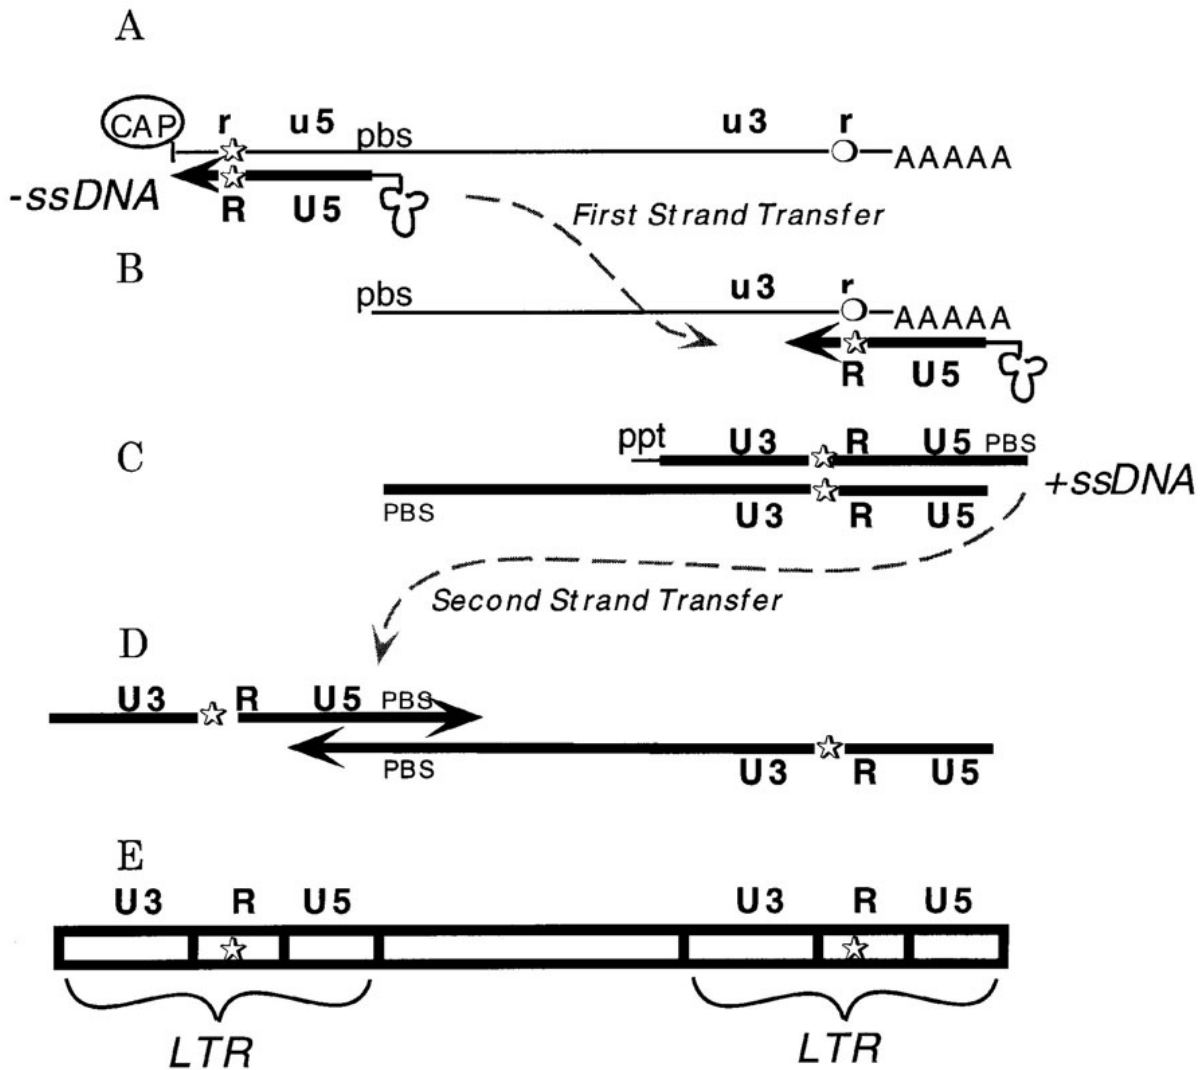 A
CAP r u5 pbs u3 r AAAAA
-ssDNA R U5 First Strand Transfer
B
pbs u3 r AAAAA
R U5
C ppt U3 R U5 PBS
+ssDNA
PBS U3 R U5
Second Strand Transfer
D
U3 R U5 PBS
PBS U3 R U5
E
U3 R U5 U3 R U5
LTR LTR